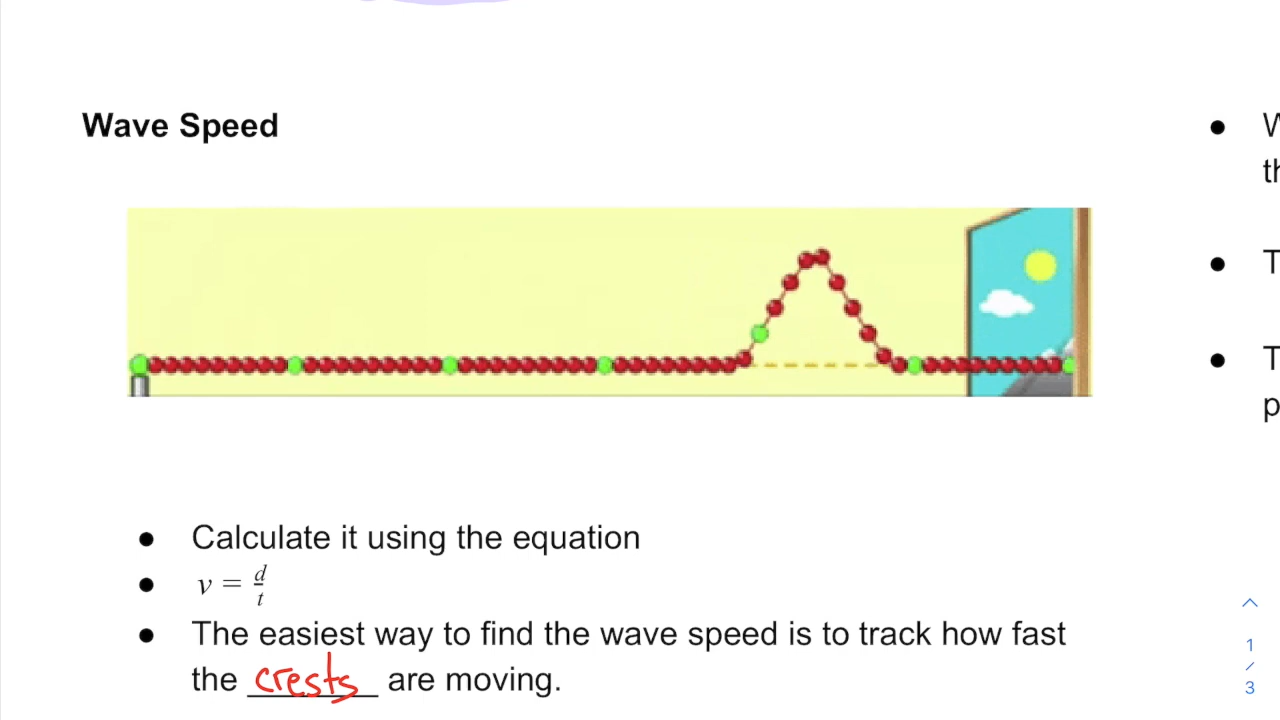 Wave Speed
● Calculate it using the equation
● v = d/t
● The easiest way to find the wave speed is to track how fast
the crests are moving.
●
●
● T
p
1
/
3